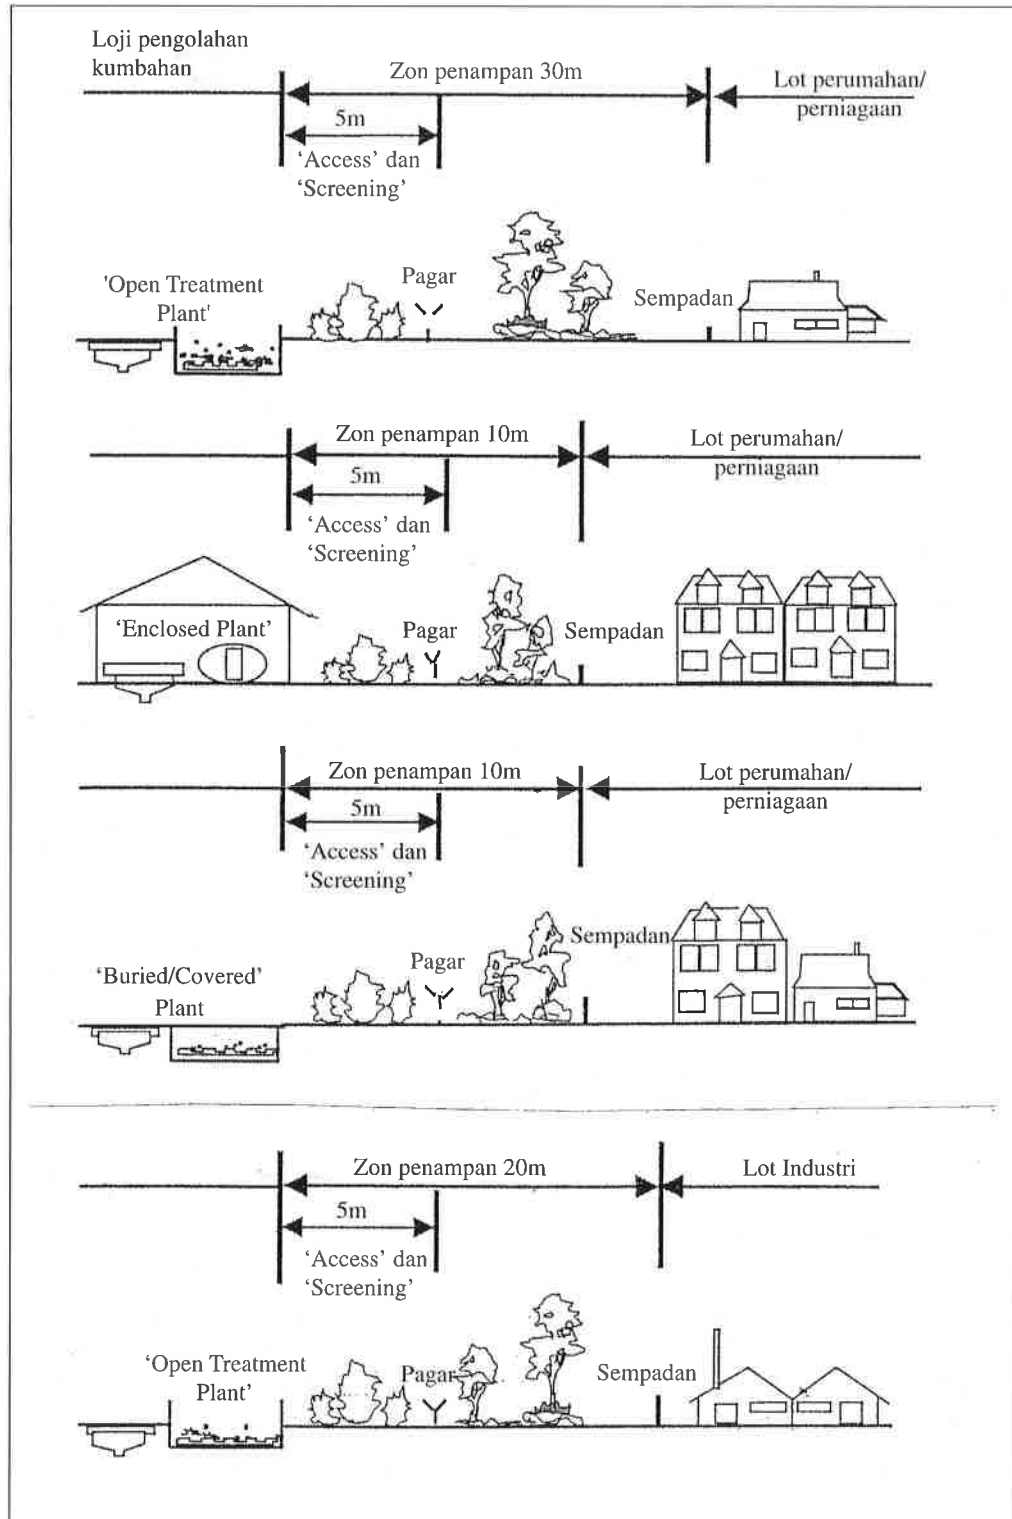 Loji pengolahan
kumbahan
Zon penampan 30m
Lot perumahan/
perniagaan
5m
‘Access’ dan
‘Screening’
'Open Treatment
Plant'
Pagar
Sempadan
Zon penampan 10m
Lot perumahan/
perniagaan
5m
‘Access’ dan
‘Screening’
‘Enclosed Plant’
Pagar
Sempadan
Zon penampan 10m
Lot perumahan/
perniagaan
5m
‘Access’ dan
‘Screening’
‘Buried/Covered’
Plant
Pagar
Sempadan
Zon penampan 20m
Lot Industri
5m
‘Access’ dan
‘Screening’
‘Open Treatment
Plant’
Pagar
Sempadan